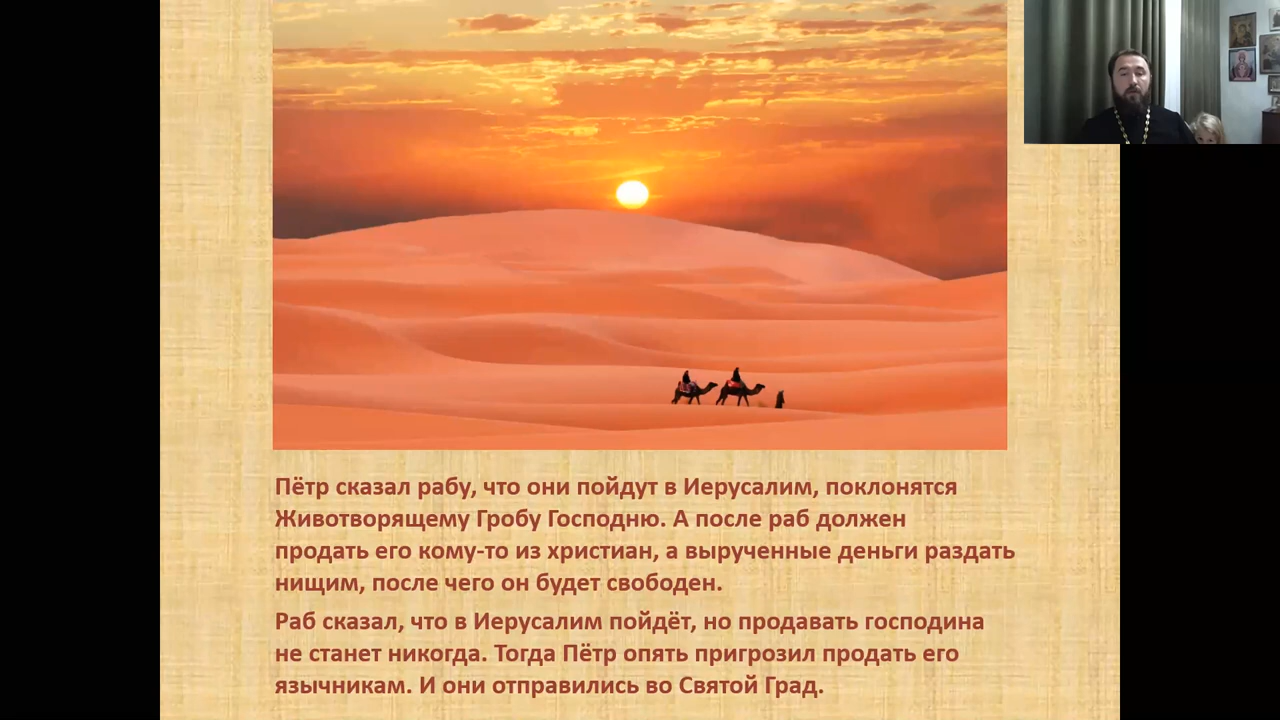 Пётр сказал рабу, что они пойдут в Иерусалим, поклонятся
Животворящему Гробу Господню. А после раб должен
продать его кому-то из христиан, а вырученные деньги раздать
нищим, после чего он будет свободен.
Раб сказал, что в Иерусалим пойдёт, но продавать господина
не станет никогда. Тогда Пётр опять пригрозил продать его
язычникам. И они отправились во Святой Град.